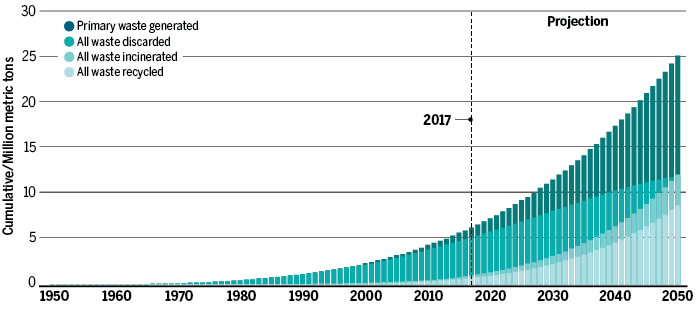 30
25
20
15
10
5
0
Cumulative/Million metric tons
Primary waste generated
All waste discarded
All waste incinerated
All waste recycled
Projection
2017
1950 1960 1970 1980 1990 2000 2010 2020 2030 2040 2050